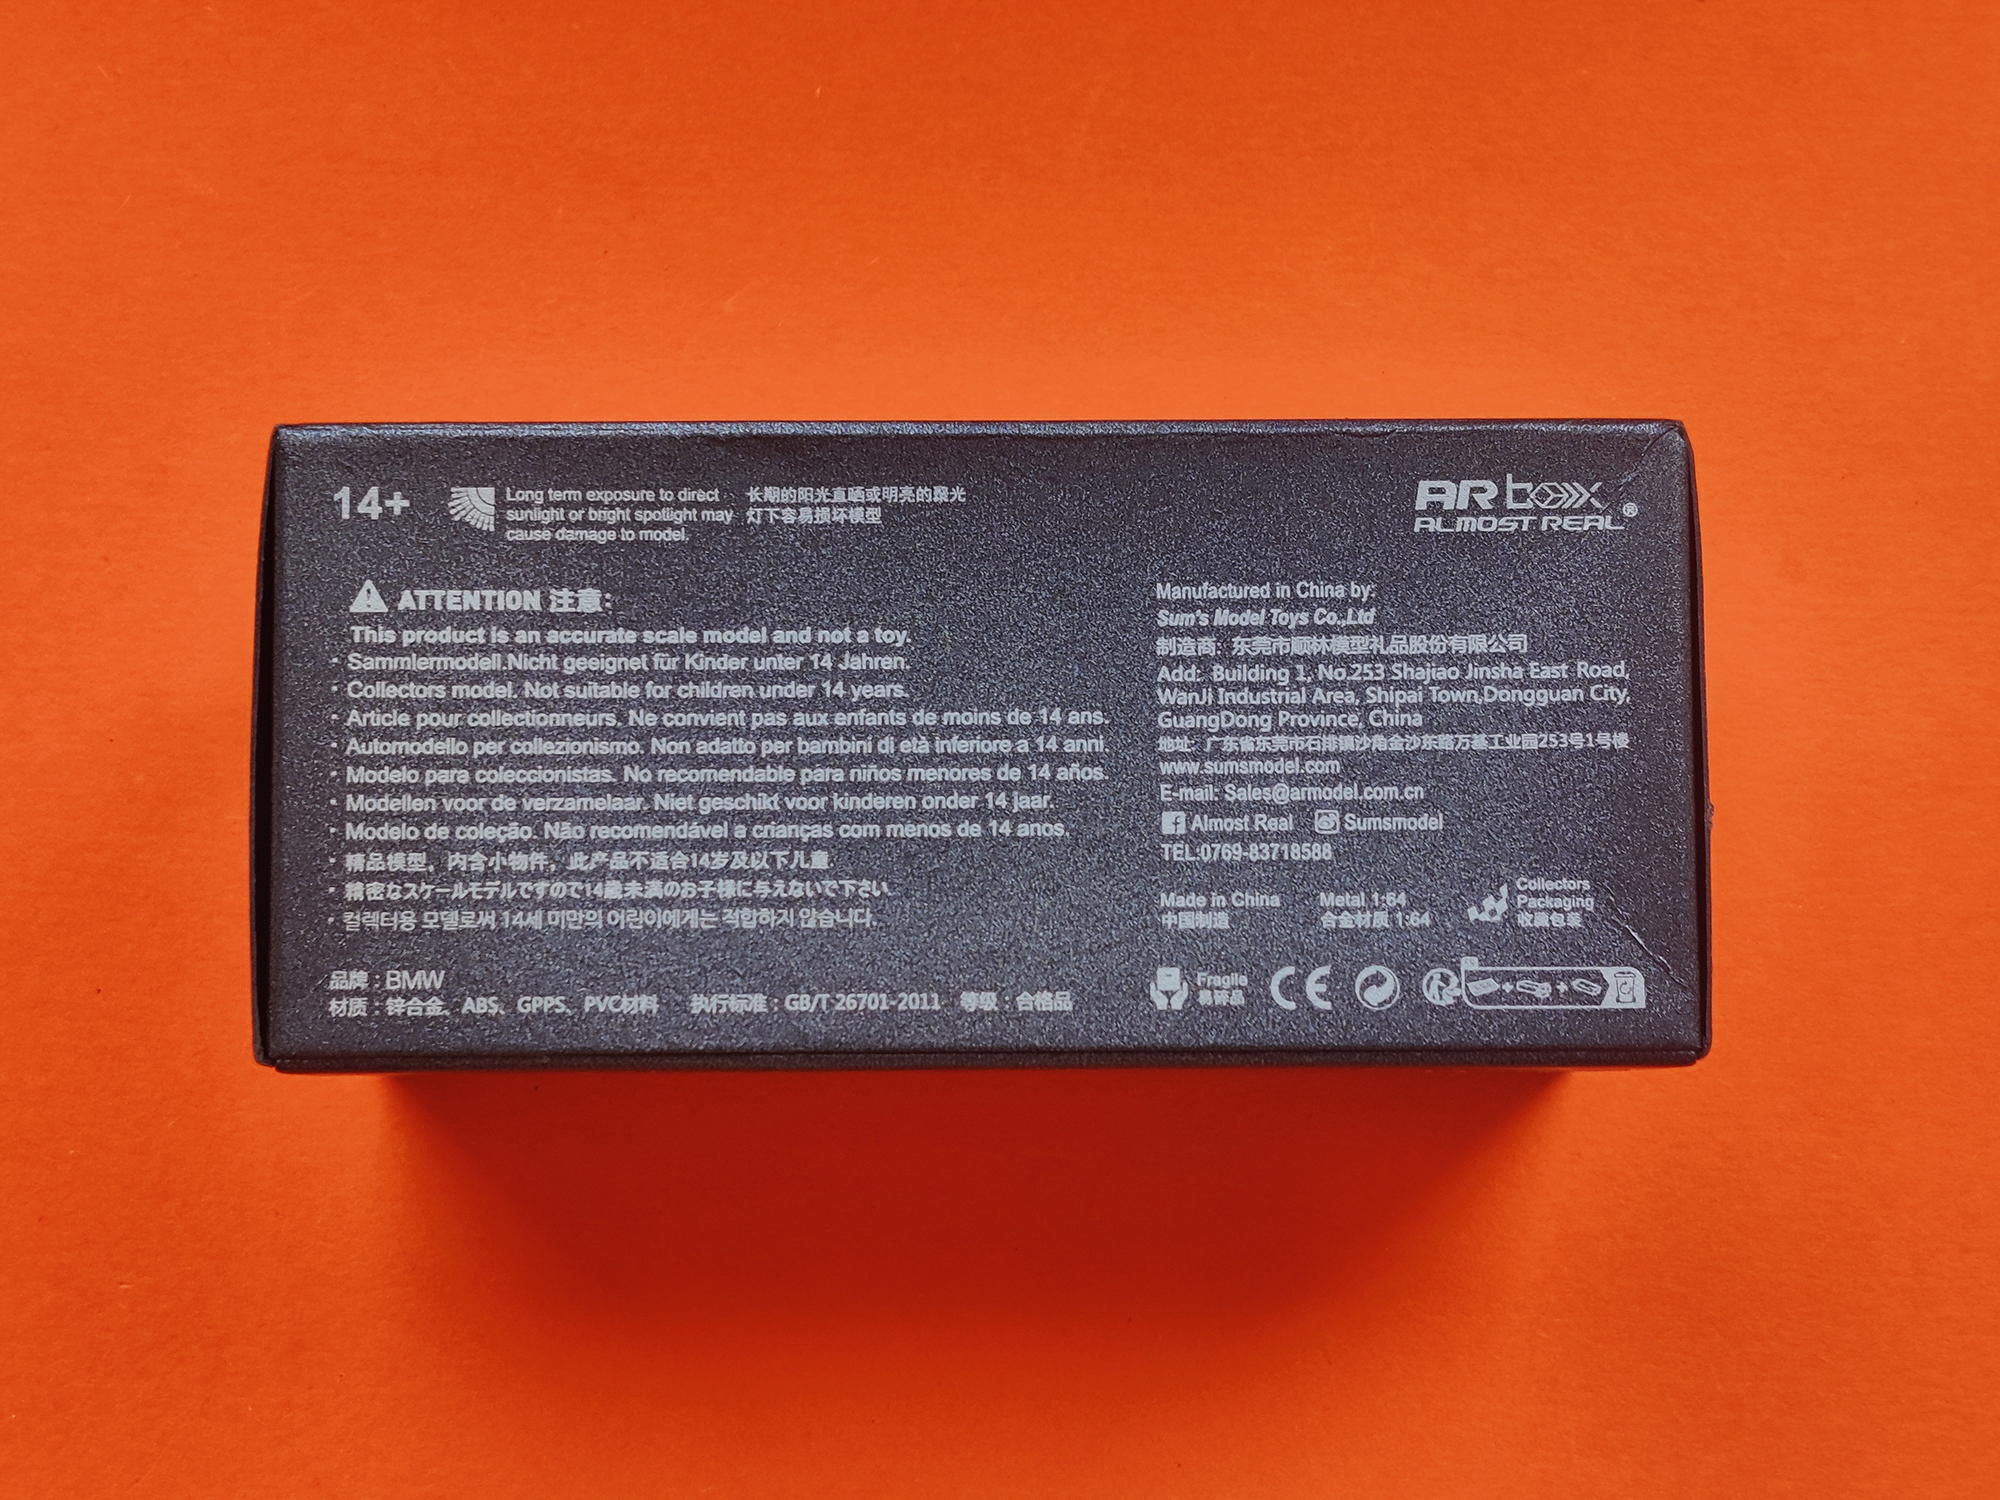 14+
Long term exposure to direct
sunlight or bright spotlight may
cause damage to model.
长期的阳光直晒或明亮的聚光
灯下容易损坏模型
AR box
ALMOST REAL®
ATTENTION 注意:
This product is an accurate scale model and not a toy.
· Sammlermodell.Nicht geeignet für Kinder unter 14 Jahren.
· Collectors model. Not suitable for children under 14 years.
· Article pour collectionneurs. Ne convient pas aux enfants de moins de 14 ans.
· Automodello per collezionismo. Non adatto per bambini di età inferiore a 14 anni.
· Modelo para coleccionistas. No recomendable para niños menores de 14 años.
· Modellen voor de verzamelaar. Niet geschikt voor kinderen onder 14 jaar.
· Modelo de coleção. Não recomendável a crianças com menos de 14 anos.
· 精品模型，内含小物件，此产品不适合14岁及以下儿童
· 精密なスケールモデルですので14歳未満のお子様に与えないで下さい
· 컬렉터용 모델로써 14세 미만의 어린이에게는 적합하지 않습니다.
品牌 : BMW
材质 : 锌合金、ABS、GPPS、PVC材料 执行标准 : GB/T 26701-2011 等级 : 合格品
Manufactured in China by:
Sum's Model Toys Co.,Ltd
制造商: 东莞市顺林模型礼品股份有限公司
Add: Building 1, No.253 Shajiao Jinsha East Road,
WanJi Industrial Area, Shipai Town,Dongguan City,
GuangDong Province, China
地址: 广东省东莞市石排镇沙角金沙东路万基工业园253号1号楼
www.sumsmodel.com
E-mail: Sales@armodel.com.cn
Almost Real Sumsmodel
TEL:0769-83718588
Made in China
中国制造
Metal 1:64
合金材质 1:64
Collectors
Packaging
收藏包装
Fragile
易碎品
CE